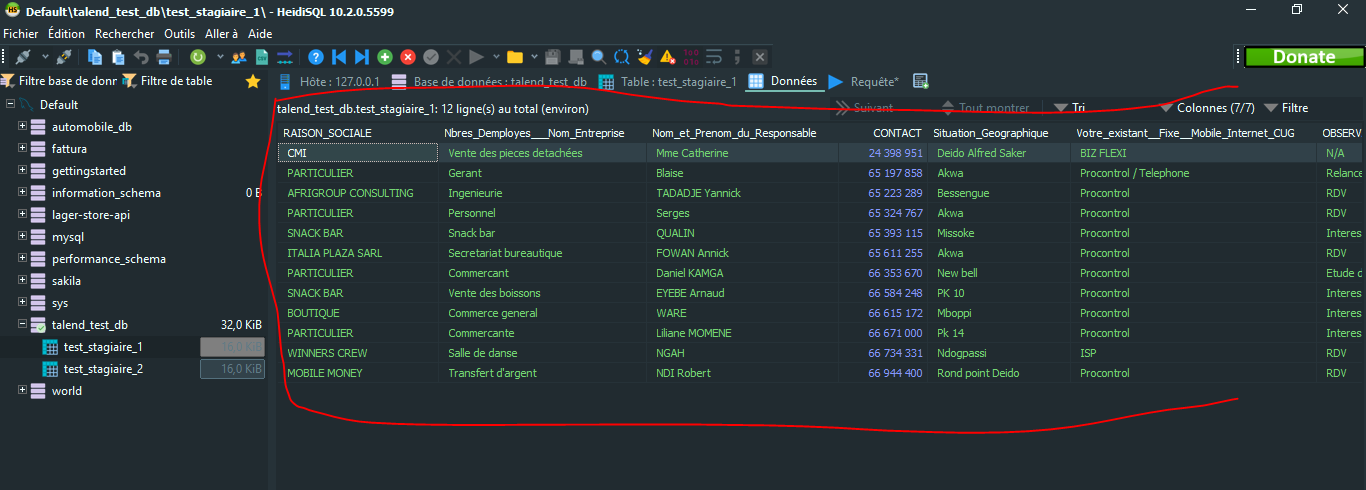 Default\talend_test_db\test_stagiaire_1\ - HeidiSQL 10.2.0.5599
Fichier Édition Rechercher Outils Aller à Aide
Donate
Filtre base de donr Filtre de table
Hôte : 127.0.0.1 Base de données : talend_test_db Table : test_stagiaire_1 Données Requête*
Default
automobile_db
fattura
gettingstarted
information_schema 0 B
lager-store-api
mysql
performance_schema
sakila
sys
talend_test_db 32,0 KiB
test_stagiaire_1 16,0 KiB
test_stagiaire_2 16,0 KiB
world
talend_test_db.test_stagiaire_1: 12 ligne(s) au total (environ) Suivant Tout montrer Tri Colonnes (7/7) Filtre
RAISON_SOCIALE Nbres_Demployes___Nom_Entreprise Nom_et_Prenom_du_Responsable CONTACT Situation_Geographique Votre_existant__Fixe__Mobile_Internet_CUG OBSERV
CMI Vente des pieces detachées Mme Catherine 24 398 951 Deido Alfred Saker BIZ FLEXI N/A
PARTICULIER Gerant Blaise 65 197 858 Akwa Procontrol / Telephone Relance
AFRIGROUP CONSULTING Ingenieurie TADADJE Yannick 65 223 289 Bessengue Procontrol RDV
PARTICULIER Personnel Serges 65 324 767 Akwa Procontrol RDV
SNACK BAR Snack bar QUALIN 65 393 115 Missoke Procontrol Interes
ITALIA PLAZA SARL Secretariat bureautique FOWAN Annick 65 611 255 Akwa Procontrol RDV
PARTICULIER Commercant Daniel KAMGA 66 353 670 New bell Procontrol Etude d
SNACK BAR Vente des boissons EYEBE Arnaud 66 584 248 PK 10 Procontrol Interes
BOUTIQUE Commerce general WARE 66 615 172 Mboppi Procontrol Interes
PARTICULIER Commercante Liliane MOMENE 66 671 000 Pk 14 Procontrol Interes
WINNERS CREW Salle de danse NGAH 66 734 331 Ndogpassi ISP RDV
MOBILE MONEY Transfert d'argent NDI Robert 66 944 400 Rond point Deido Procontrol RDV